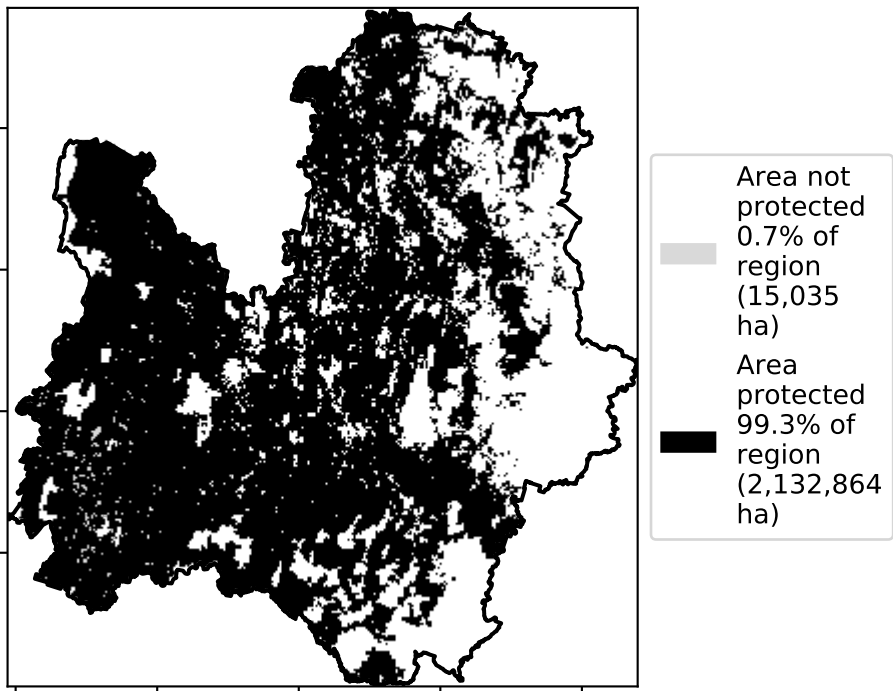 Area not
protected
0.7% of
region
(15,035
ha)
Area
protected
99.3% of
region
(2,132,864
ha)